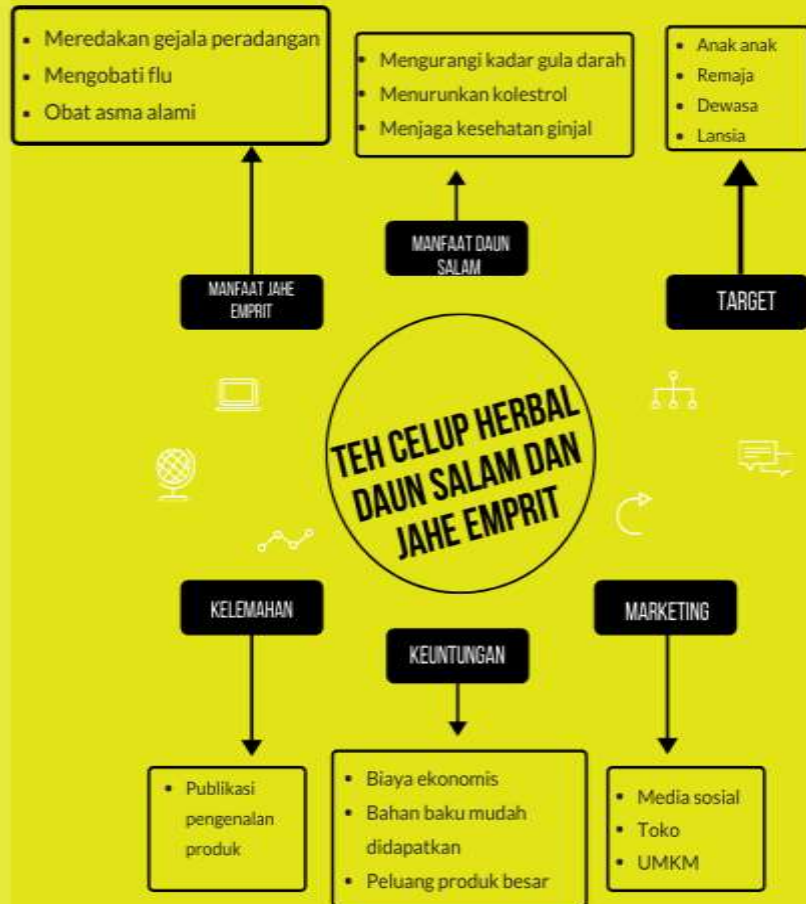 Meredakan gejala peradangan
Mengobati flu
Obat asma alami
Mengurangi kadar gula darah
Menurunkan kolestrol
Menjaga kesehatan ginjal
Anak anak
Remaja
Dewasa
Lansia
MANFAAT JAHE
EMPRIT
MANFAAT DAUN
SALAM
TARGET
TEH CELUP HERBAL
DAUN SALAM DAN
JAHE EMPRIT
KELEMAHAN
KEUNTUNGAN
MARKETING
Publikasi
pengenalan
produk
Biaya ekonomis
Bahan baku mudah
didapatkan
Peluang produk besar
Media sosial
Toko
UMKM